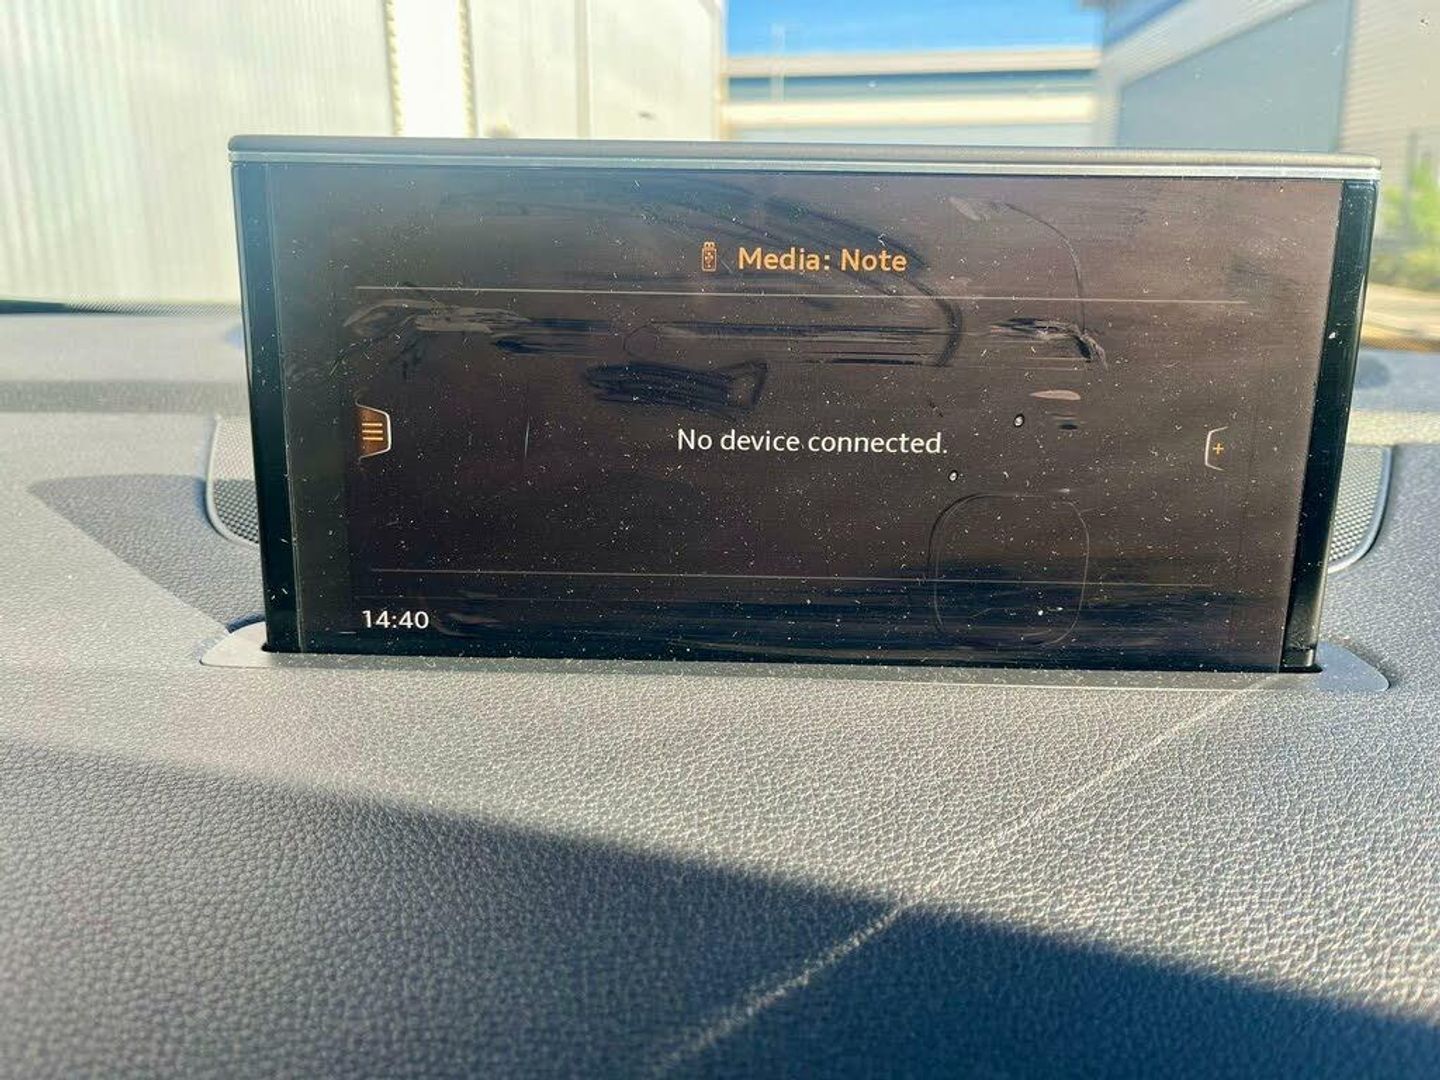 Media: Note
No device connected.
+
14:40